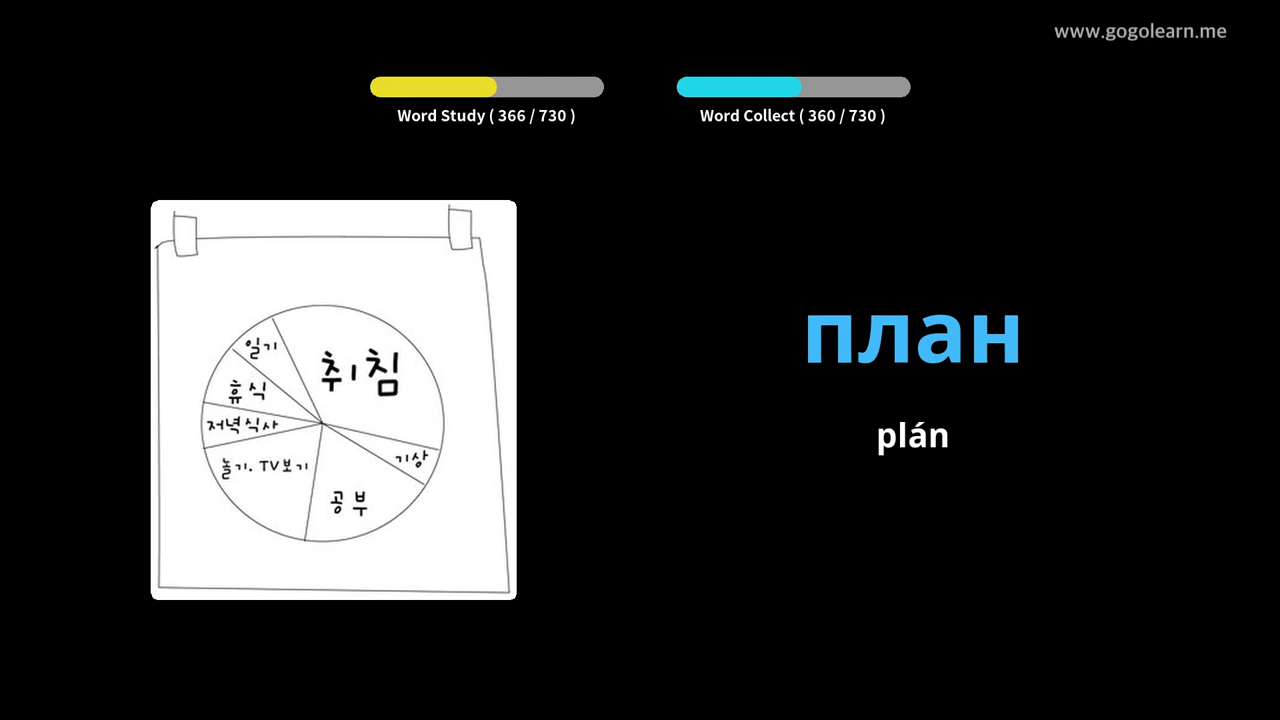 www.gogolearn.me
Word Study ( 366 / 730 )
Word Collect ( 360 / 730 )
일기
취침
휴식
저녁식사
놀기. TV보기
기상
공부
план
plán